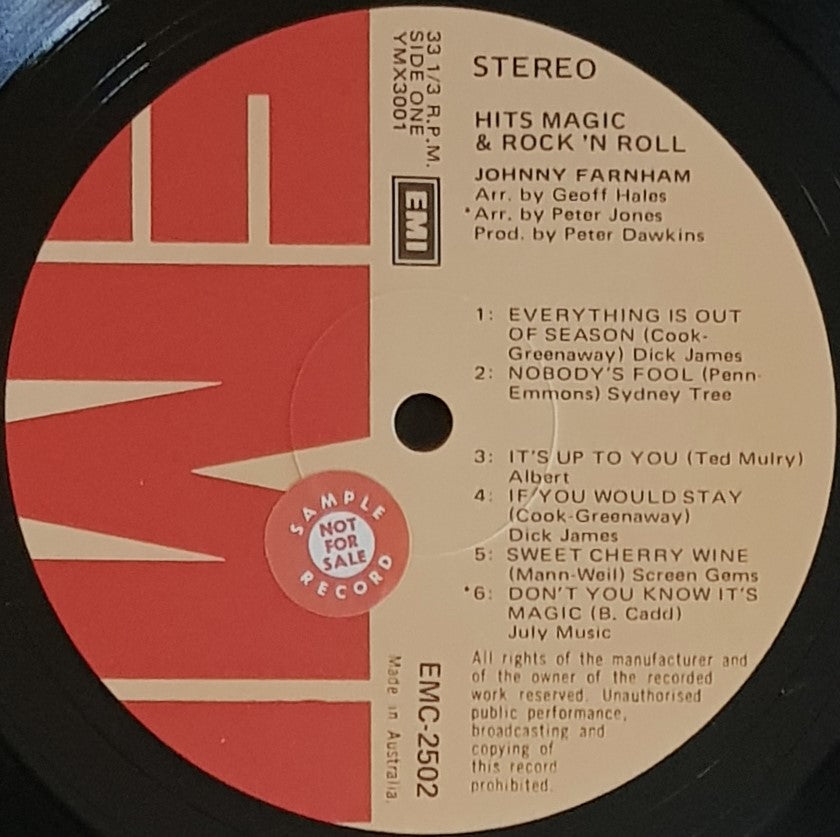 STEREO
HITS MAGIC
& ROCK 'N ROLL
JOHNNY FARNHAM
Arr. by Geoff Hales
*Arr. by Peter Jones
Prod. by Peter Dawkins
1: EVERYTHING IS OUT
OF SEASON (Cook-
Greenaway) Dick James
2: NOBODY'S FOOL (Penn-
Emmons) Sydney Tree
3: IT'S UP TO YOU (Ted Mulry)
Albert
4: IF YOU WOULD STAY
(Cook-Greenaway)
Dick James
5: SWEET CHERRY WINE
(Mann-Weil) Screen Gems
*6: DON'T YOU KNOW IT'S
MAGIC (B. Cadd)
July Music
All rights of the manufacturer and
of the owner of the recorded
work reserved. Unauthorised
public performance,
broadcasting and
copying of
this record
prohibited.
33 1/3 R.P.M.
SIDE ONE
YMX3001
EMI
EMC-2502
Made in Australia.
SAMPLE
NOT
FOR
SALE
RECORD
EMI